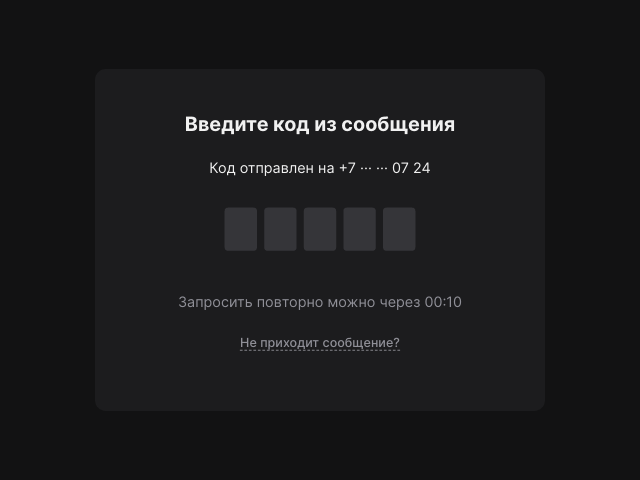 Введите код из сообщения
Код отправлен на +7 ··· ··· 07 24
Запросить повторно можно через 00:10
Не приходит сообщение?